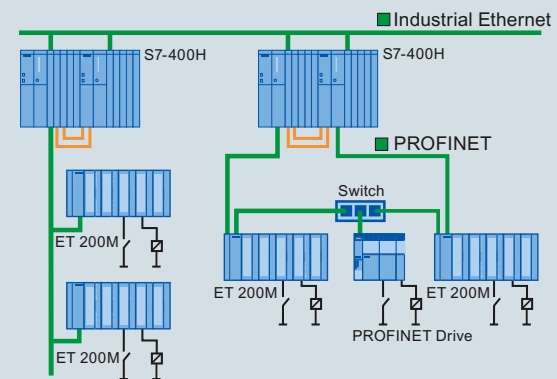 Industrial Ethernet
S7-400H
S7-400H
PROFINET
Switch
ET 200M
ET 200M
ET 200M
PROFINET Drive
ET 200M